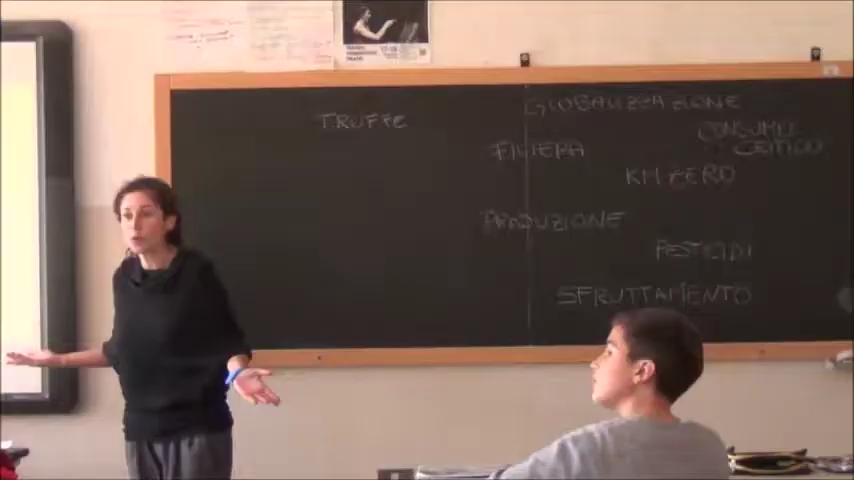 TRUFFE
GLOBALIZZAZIONE
CONSUMO
CRITICO
FILIERA
KM ZERO
PRODUZIONE
PESTICIDI
SFRUTTAMENTO